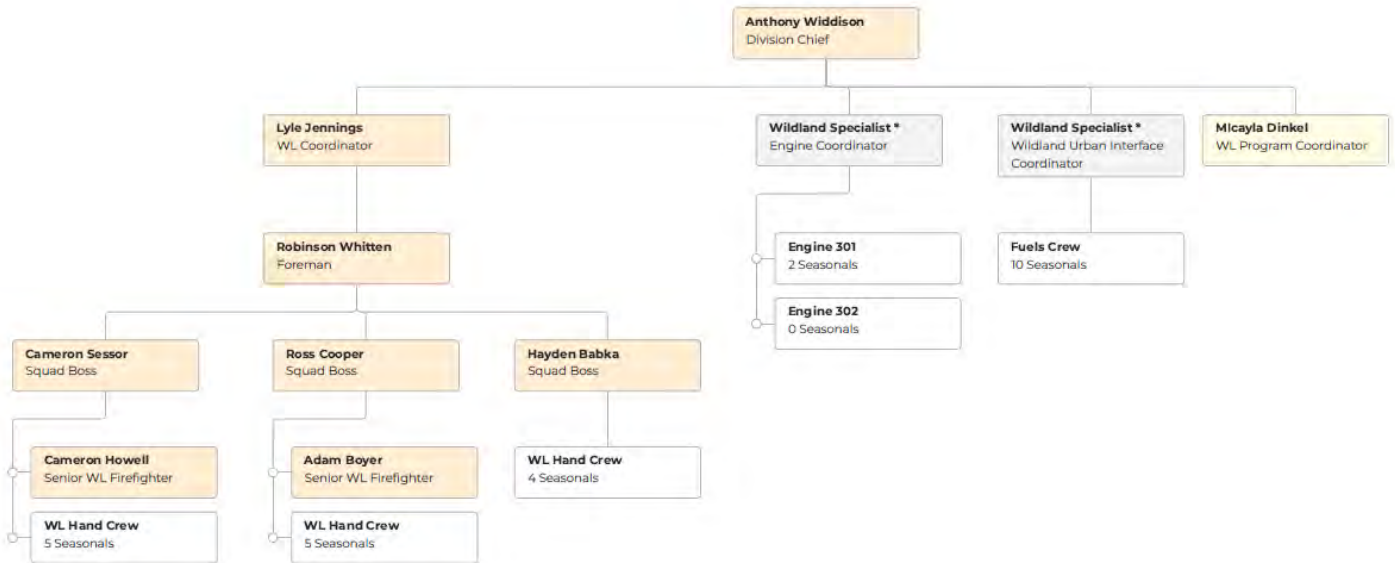 Anthony Widdison
Division Chief
Lyle Jennings
WL Coordinator
Wildland Specialist *
Engine Coordinator
Wildland Specialist *
Wildland Urban Interface
Coordinator
MIcayla Dinkel
WL Program Coordinator
Robinson Whitten
Foreman
Engine 301
2 Seasonals
Fuels Crew
10 Seasonals
Engine 302
0 Seasonals
Cameron Sessor
Squad Boss
Ross Cooper
Squad Boss
Hayden Babka
Squad Boss
Cameron Howell
Senior WL Firefighter
Adam Boyer
Senior WL Firefighter
WL Hand Crew
4 Seasonals
WL Hand Crew
5 Seasonals
WL Hand Crew
5 Seasonals